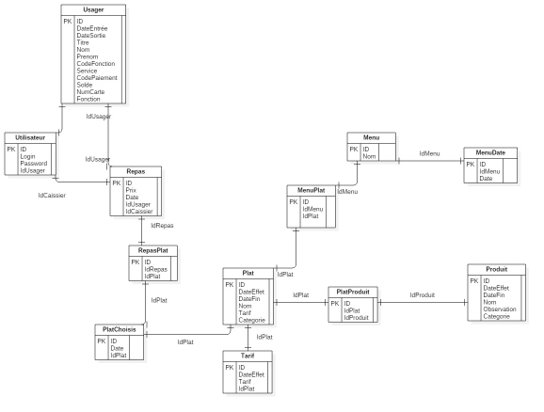 Usager
PK ID
DateEntrée
DateSortie
Titre
Nom
Prenom
CodeFonction
Service
CodePaiement
Solde
NumCarte
Fonction
IdUsager
Utilisateur
PK ID
Login
Password
IdUsager
IdUsager
IdCaissier
Repas
PK ID
Prix
Date
IdUsager
IdCaissier
IdRepas
RepasPlat
PK ID
IdRepas
IdPlat
IdPlat
PlatChoisis
PK ID
Date
IdPlat
IdPlat
Menu
PK ID
Nom
IdMenu
MenuDate
PK ID
IdMenu
Date
IdMenu
MenuPlat
PK ID
IdMenu
IdPlat
IdPlat
Plat
PK ID
DateEffet
DateFin
Nom
Tarif
Categorie
IdPlat
PlatProduit
PK ID
IdPlat
IdProduit
IdProduit
Produit
PK ID
DateEffet
DateFin
Nom
Observation
Categorie
IdPlat
Tarif
PK ID
DateEffet
Tarif
IdPlat